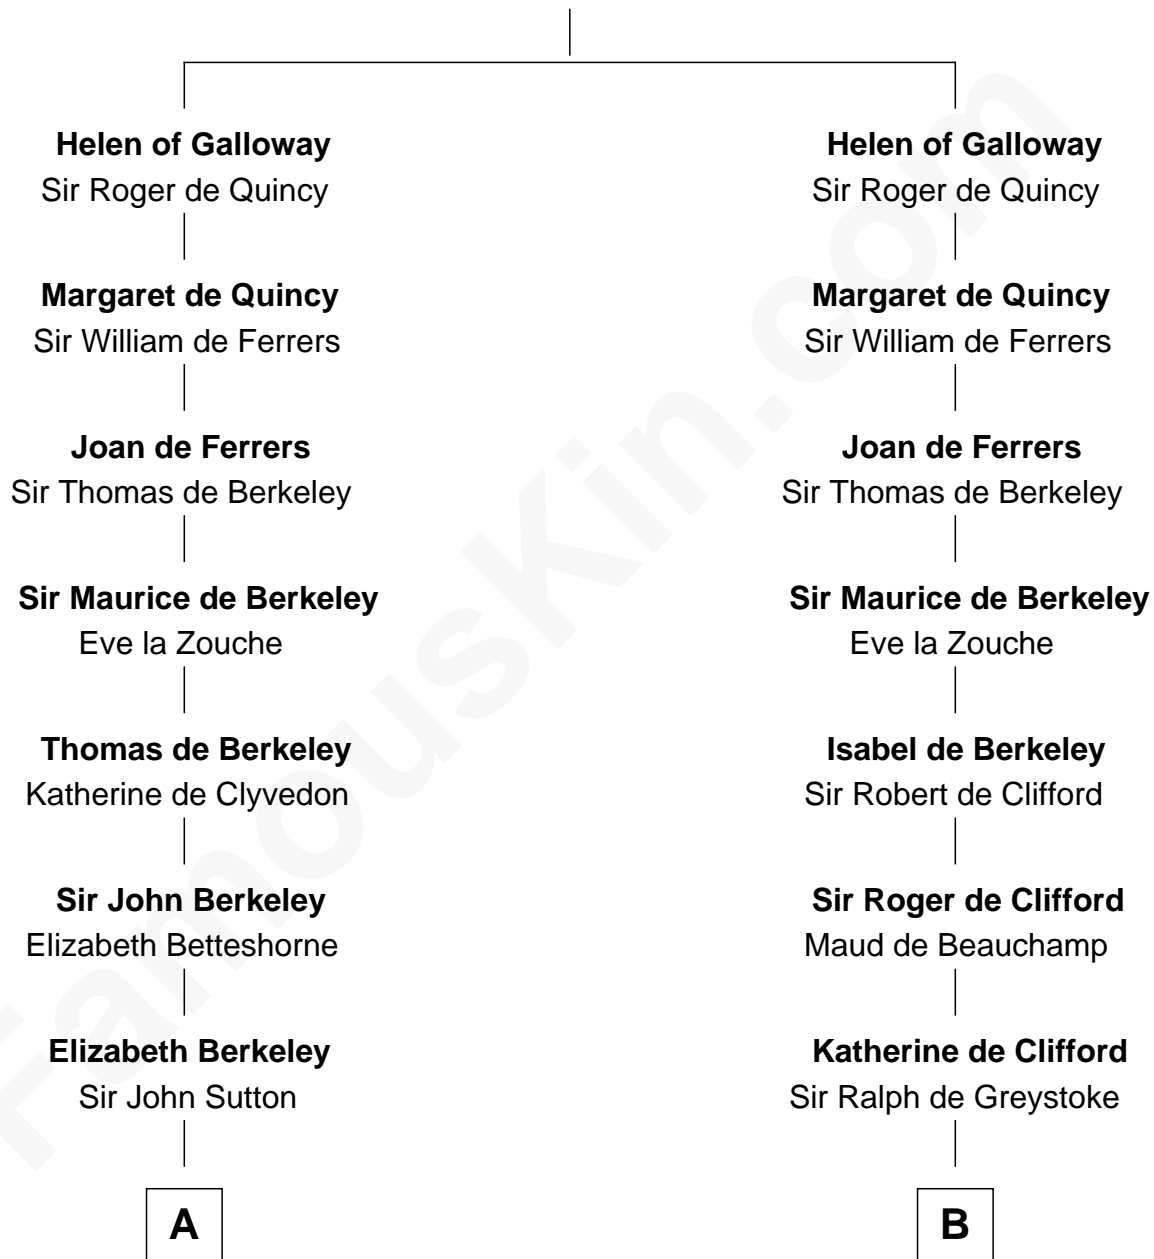 Helen of Galloway
Sir Roger de Quincy
Margaret de Quincy
Sir William de Ferrers
Joan de Ferrers
Sir Thomas de Berkeley
Sir Maurice de Berkeley
Eve la Zouche
Thomas de Berkeley
Katherine de Clyvedon
Sir John Berkeley
Elizabeth Betteshorne
Elizabeth Berkeley
Sir John Sutton
A
Helen of Galloway
Sir Roger de Quincy
Margaret de Quincy
Sir William de Ferrers
Joan de Ferrers
Sir Thomas de Berkeley
Sir Maurice de Berkeley
Eve la Zouche
Isabel de Berkeley
Sir Robert de Clifford
Sir Roger de Clifford
Maud de Beauchamp
Katherine de Clifford
Sir Ralph de Greystoke
B
FamousKin.com